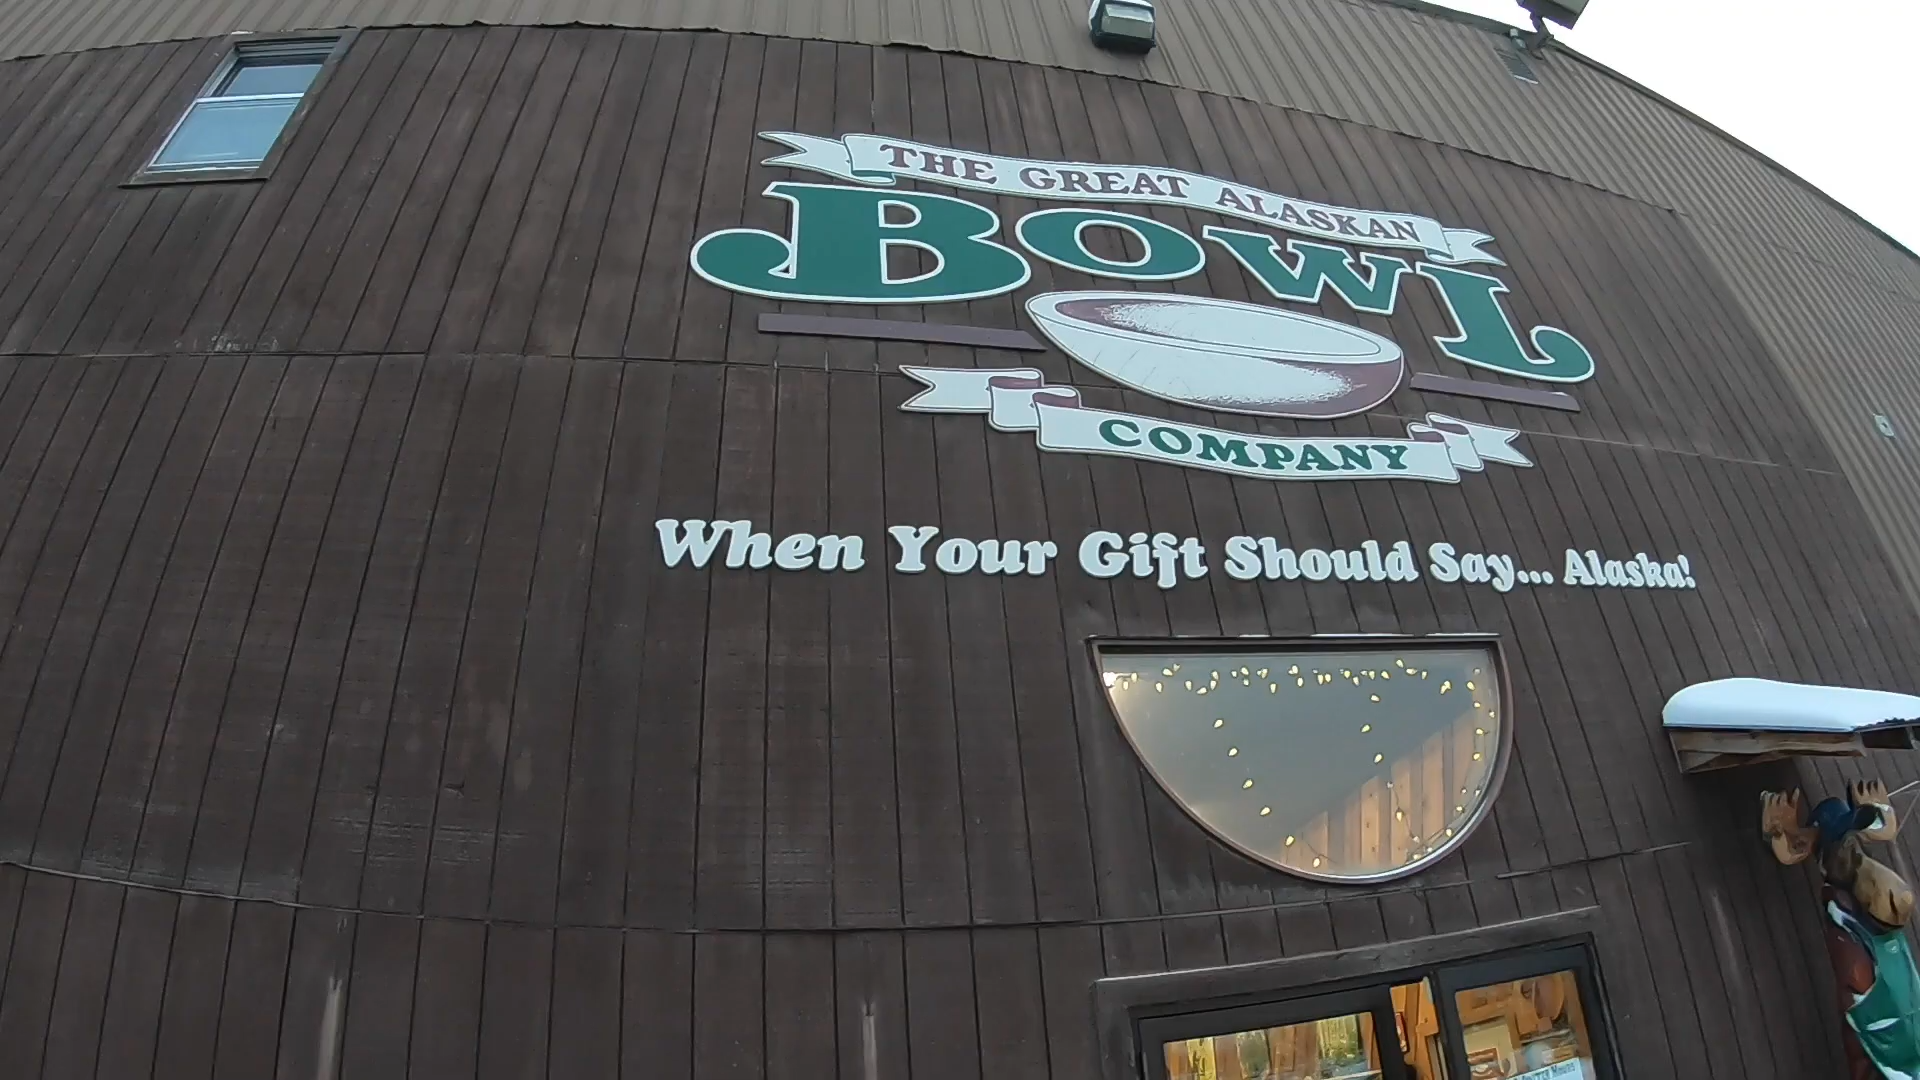 THE GREAT ALASKAN
BOWL
COMPANY
When Your Gift Should Say... Alaska!